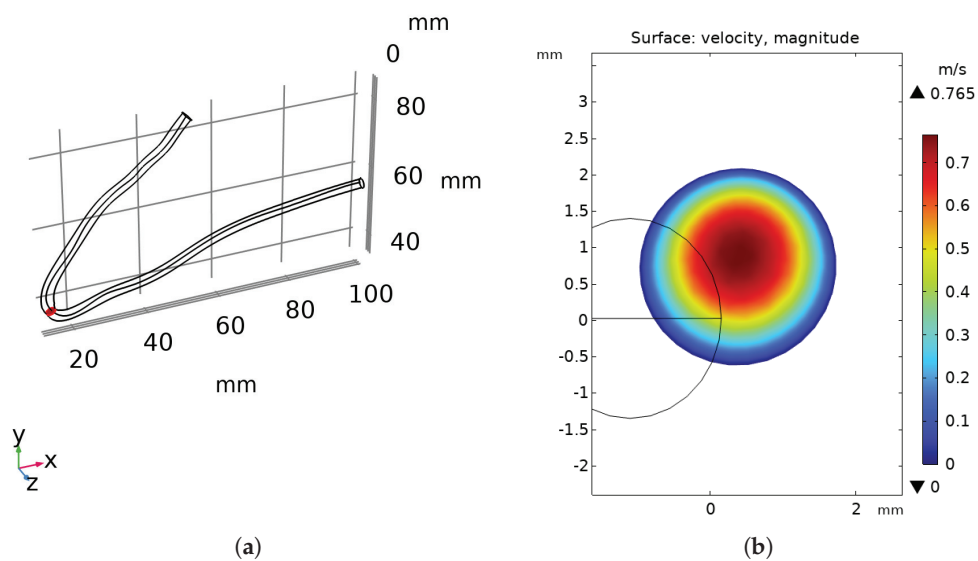 mm
0
80
60
mm
40
100
80
60
40
20
mm
y
x
z
(a)
Surface: velocity, magnitude
mm
m/s
▲ 0.765
3
2.5
2
1.5
1
0.5
0
-0.5
-1
-1.5
-2
0
2
mm
0.7
0.6
0.5
0.4
0.3
0.2
0.1
0
▼ 0
(b)